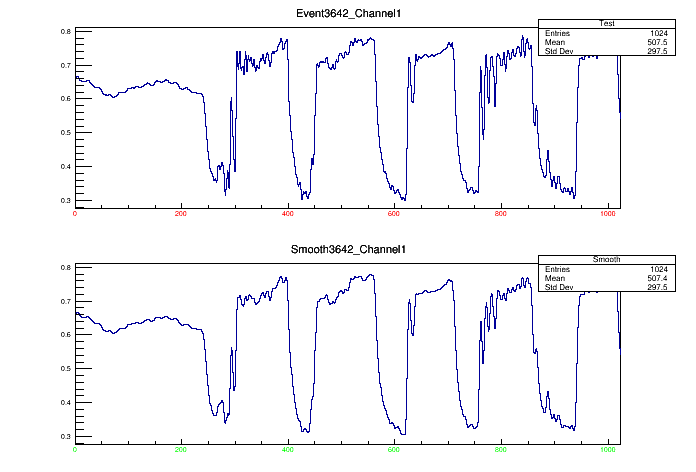 Event3642_Channel1
Test
Entries 1024
Mean 507.5
Std Dev 297.5
0.8
0.7
0.6
0.5
0.4
0.3
0 200 400 600 800 1000
Smooth3642_Channel1
Smooth
Entries 1024
Mean 507.4
Std Dev 297.5
0.8
0.7
0.6
0.5
0.4
0.3
0 200 400 600 800 1000